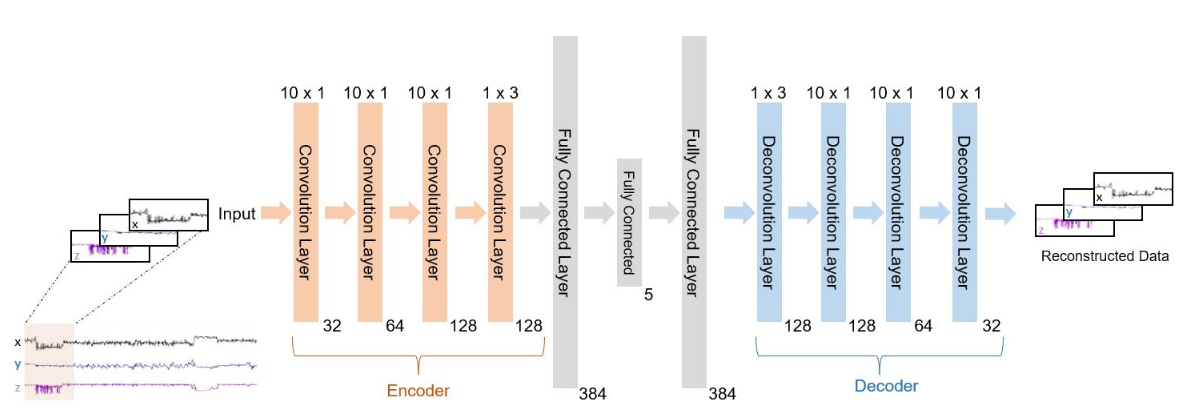 10 x 1
10 x 1
10 x 1
1 x 3
1 x 3
10 x 1
10 x 1
10 x 1
x
y
z
Input
Convolution Layer
Convolution Layer
Convolution Layer
Convolution Layer
Fully Connected Layer
Fully Connected
Fully Connected Layer
Deconvolution Layer
Deconvolution Layer
Deconvolution Layer
Deconvolution Layer
x
y
z
Reconstructed Data
32
64
128
128
384
5
384
128
128
64
32
x
y
z
Encoder
Decoder